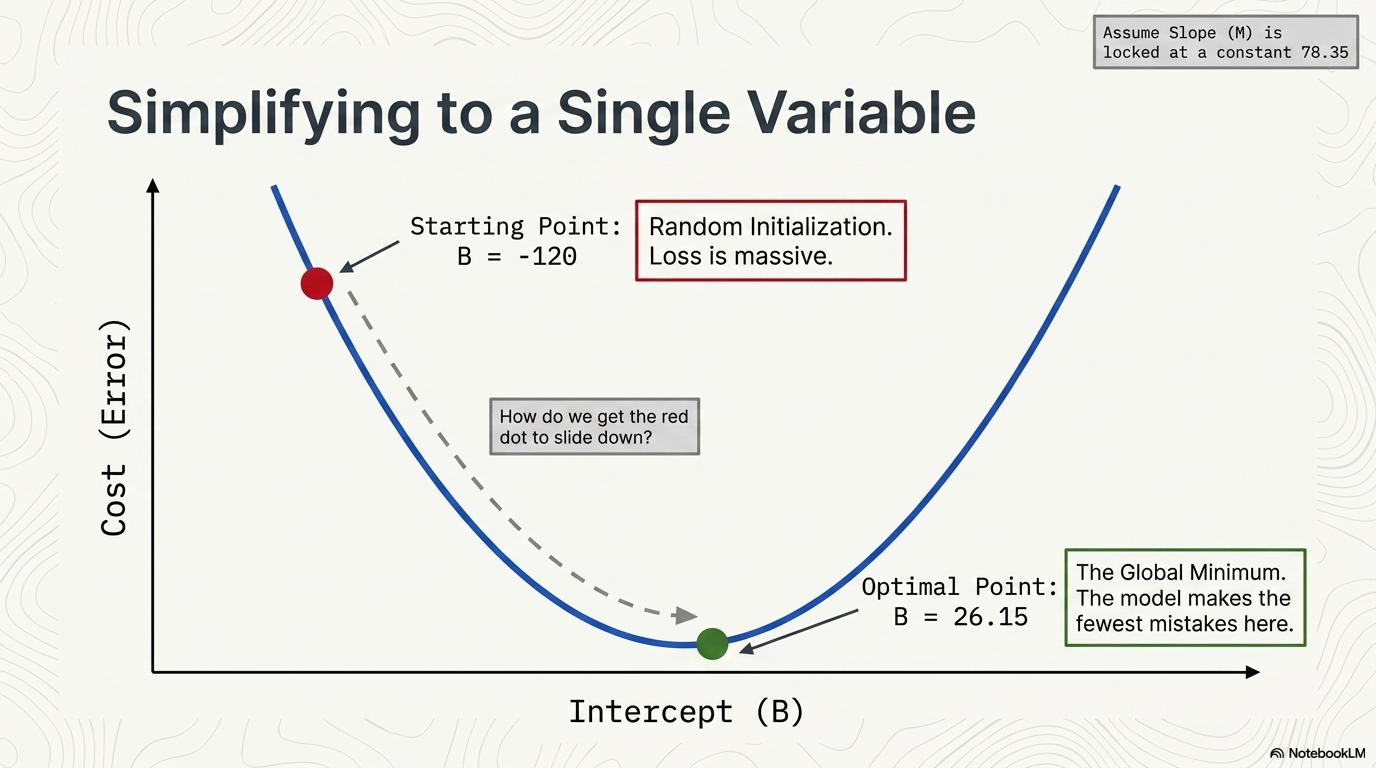 Assume Slope (M) is
locked at a constant 78.35
Simplifying to a Single Variable
Starting Point:
B = -120
Random Initialization.
Loss is massive.
How do we get the red
dot to slide down?
Cost (Error)
Optimal Point:
B = 26.15
The Global Minimum.
The model makes the
fewest mistakes here.
Intercept (B)
NotebookLM